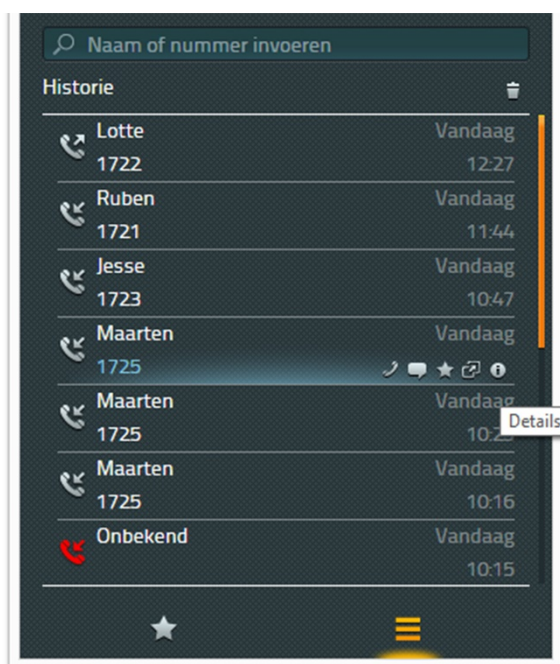 Naam of nummer invoeren
Historie
Lotte Vandaag
1722 12:27
Ruben Vandaag
1721 11:44
Jesse Vandaag
1723 10:47
Maarten Vandaag
1725
Maarten Vandaag
1725
Details
Maarten Vandaag
1725 10:16
Onbekend Vandaag
10:15